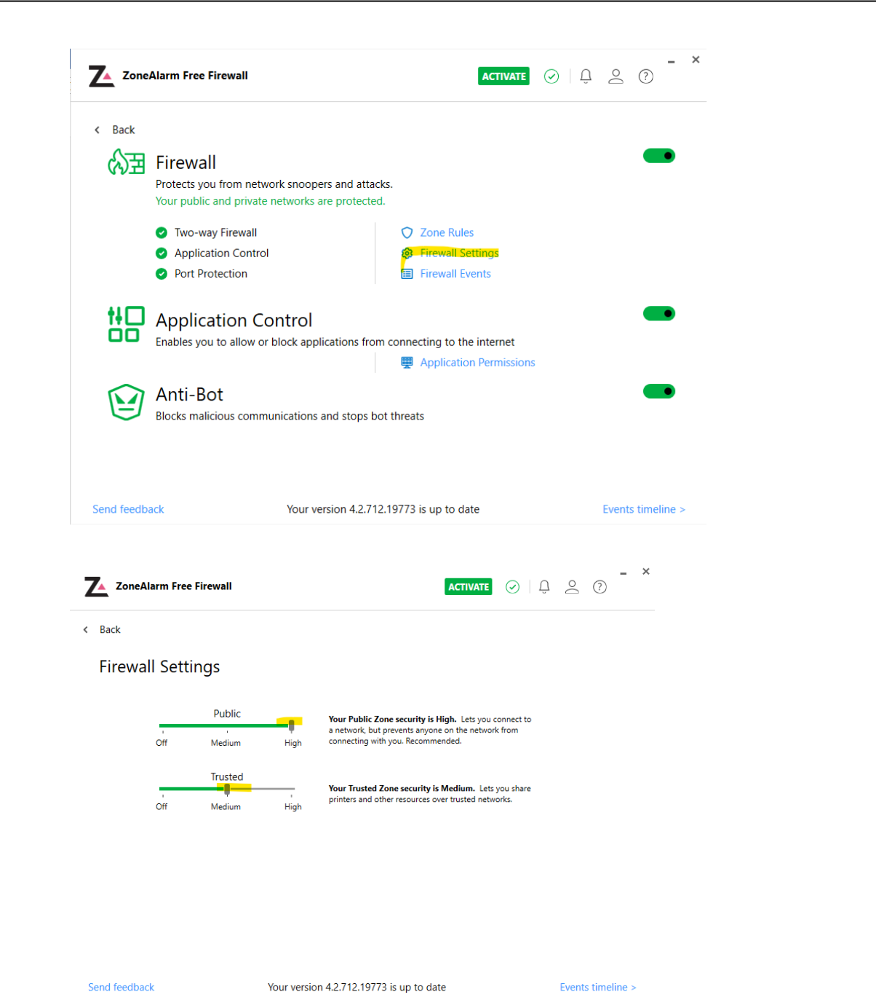 ZoneAlarm Free Firewall
ACTIVATE
Back
Firewall
Protects you from network snoopers and attacks.
Your public and private networks are protected.
Two-way Firewall
Zone Rules
Application Control
Firewall Settings
Port Protection
Firewall Events
Application Control
Enables you to allow or block applications from connecting to the internet
Application Permissions
Anti-Bot
Blocks malicious communications and stops bot threats
Send feedback
Your version 4.2.712.19773 is up to date
Events timeline >
ZoneAlarm Free Firewall
ACTIVATE
Back
Firewall Settings
Public
Off Medium High
Your Public Zone security is High. Lets you connect to
a network, but prevents anyone on the network from
connecting with you. Recommended.
Trusted
Off Medium High
Your Trusted Zone security is Medium. Lets you share
printers and other resources over trusted networks.
Send feedback
Your version 4.2.712.19773 is up to date
Events timeline >